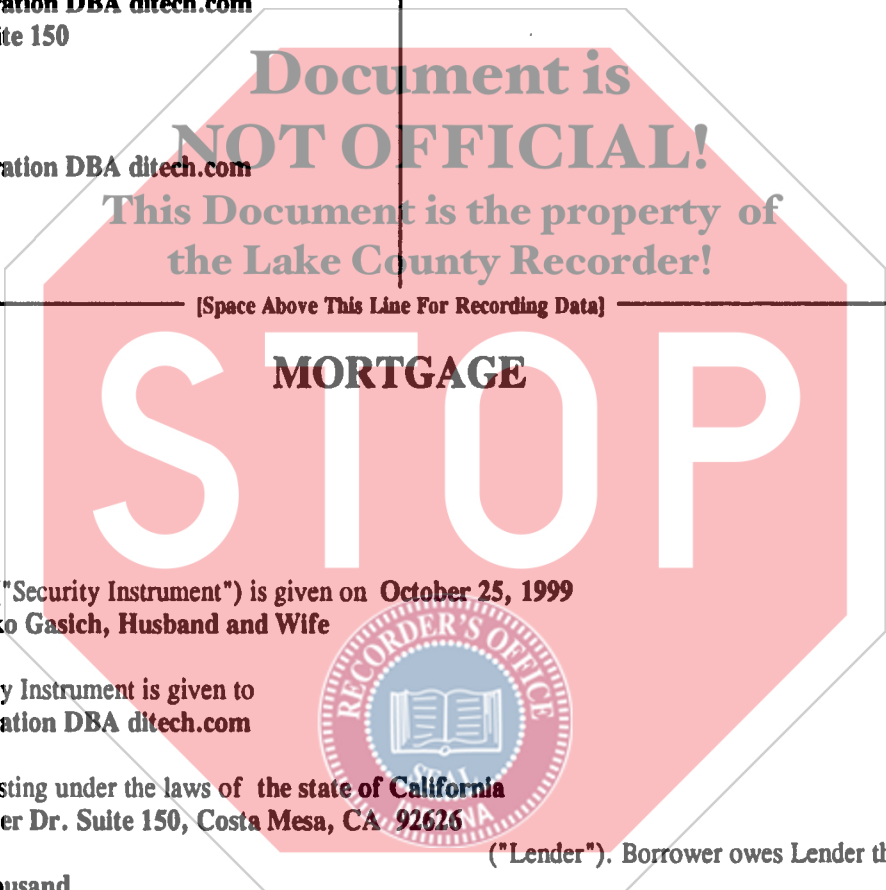 ation DBA ditech.com
ite 150
Document is
NOT OFFICIAL!
ation DBA ditech.com
This Document is the property of
the Lake County Recorder!
[Space Above This Line For Recording Data]
MORTGAGE
STOP
("Security Instrument") is given on October 25, 1999
ko Gasich, Husband and Wife
RECORDER'S OFFICE
y Instrument is given to
ation DBA ditech.com
sting under the laws of the state of California
SEAL
er Dr. Suite 150, Costa Mesa, CA 92626
("Lender"). Borrower owes Lender th
ousand